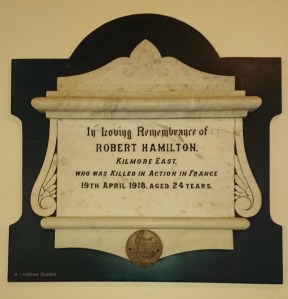 In Loving Remembrance of
ROBERT HAMILTON,
KILMORE EAST,
WHO WAS KILLED IN ACTION IN FRANCE
19TH APRIL 1918, AGED 24 YEARS.